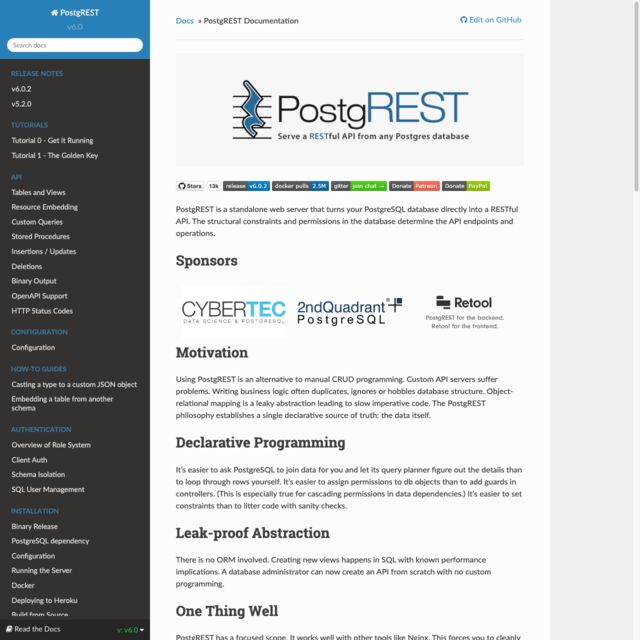 PostgREST
v6.0
Search docs
RELEASE NOTES
v6.0.2
v5.2.0
TUTORIALS
Tutorial 0 - Get it Running
Tutorial 1 - The Golden Key
API
Tables and Views
Resource Embedding
Custom Queries
Stored Procedures
Insertions / Updates
Deletions
Binary Output
OpenAPI Support
HTTP Status Codes
CONFIGURATION
Configuration
HOW-TO GUIDES
Casting a type to a custom JSON object
Embedding a table from another
schema
AUTHENTICATION
Overview of Role System
Client Auth
Schema Isolation
SQL User Management
INSTALLATION
Binary Release
PostgreSQL dependency
Configuration
Running the Server
Docker
Deploying to Heroku
Build from Source
Read the Docs v: v6.0
Docs » PostgREST Documentation Edit on GitHub
PostgREST
Serve a RESTful API from any Postgres database
Stars 13k release v6.0.2 docker pulls 2.5M gitter join chat → Donate Patreon Donate PayPal
PostgREST is a standalone web server that turns your PostgreSQL database directly into a RESTful
API. The structural constraints and permissions in the database determine the API endpoints and
operations.
Sponsors
CYBERTEC
DATA SCIENCE & POSTGRESQL
2ndQuadrant
PostgreSQL
Retool
PostgREST for the backend.
Retool for the frontend.
Motivation
Using PostgREST is an alternative to manual CRUD programming. Custom API servers suffer
problems. Writing business logic often duplicates, ignores or hobbles database structure. Object-
relational mapping is a leaky abstraction leading to slow imperative code. The PostgREST
philosophy establishes a single declarative source of truth: the data itself.
Declarative Programming
It's easier to ask PostgreSQL to join data for you and let its query planner figure out the details than
to loop through rows yourself. It's easier to assign permissions to db objects than to add guards in
controllers. (This is especially true for cascading permissions in data dependencies.) It's easier to set
constraints than to litter code with sanity checks.
Leak-proof Abstraction
There is no ORM involved. Creating new views happens in SQL with known performance
implications. A database administrator can now create an API from scratch with no custom
programming.
One Thing Well
PostgREST has a focused scope. It works well with other tools like Nginx. This forces you to cleanly